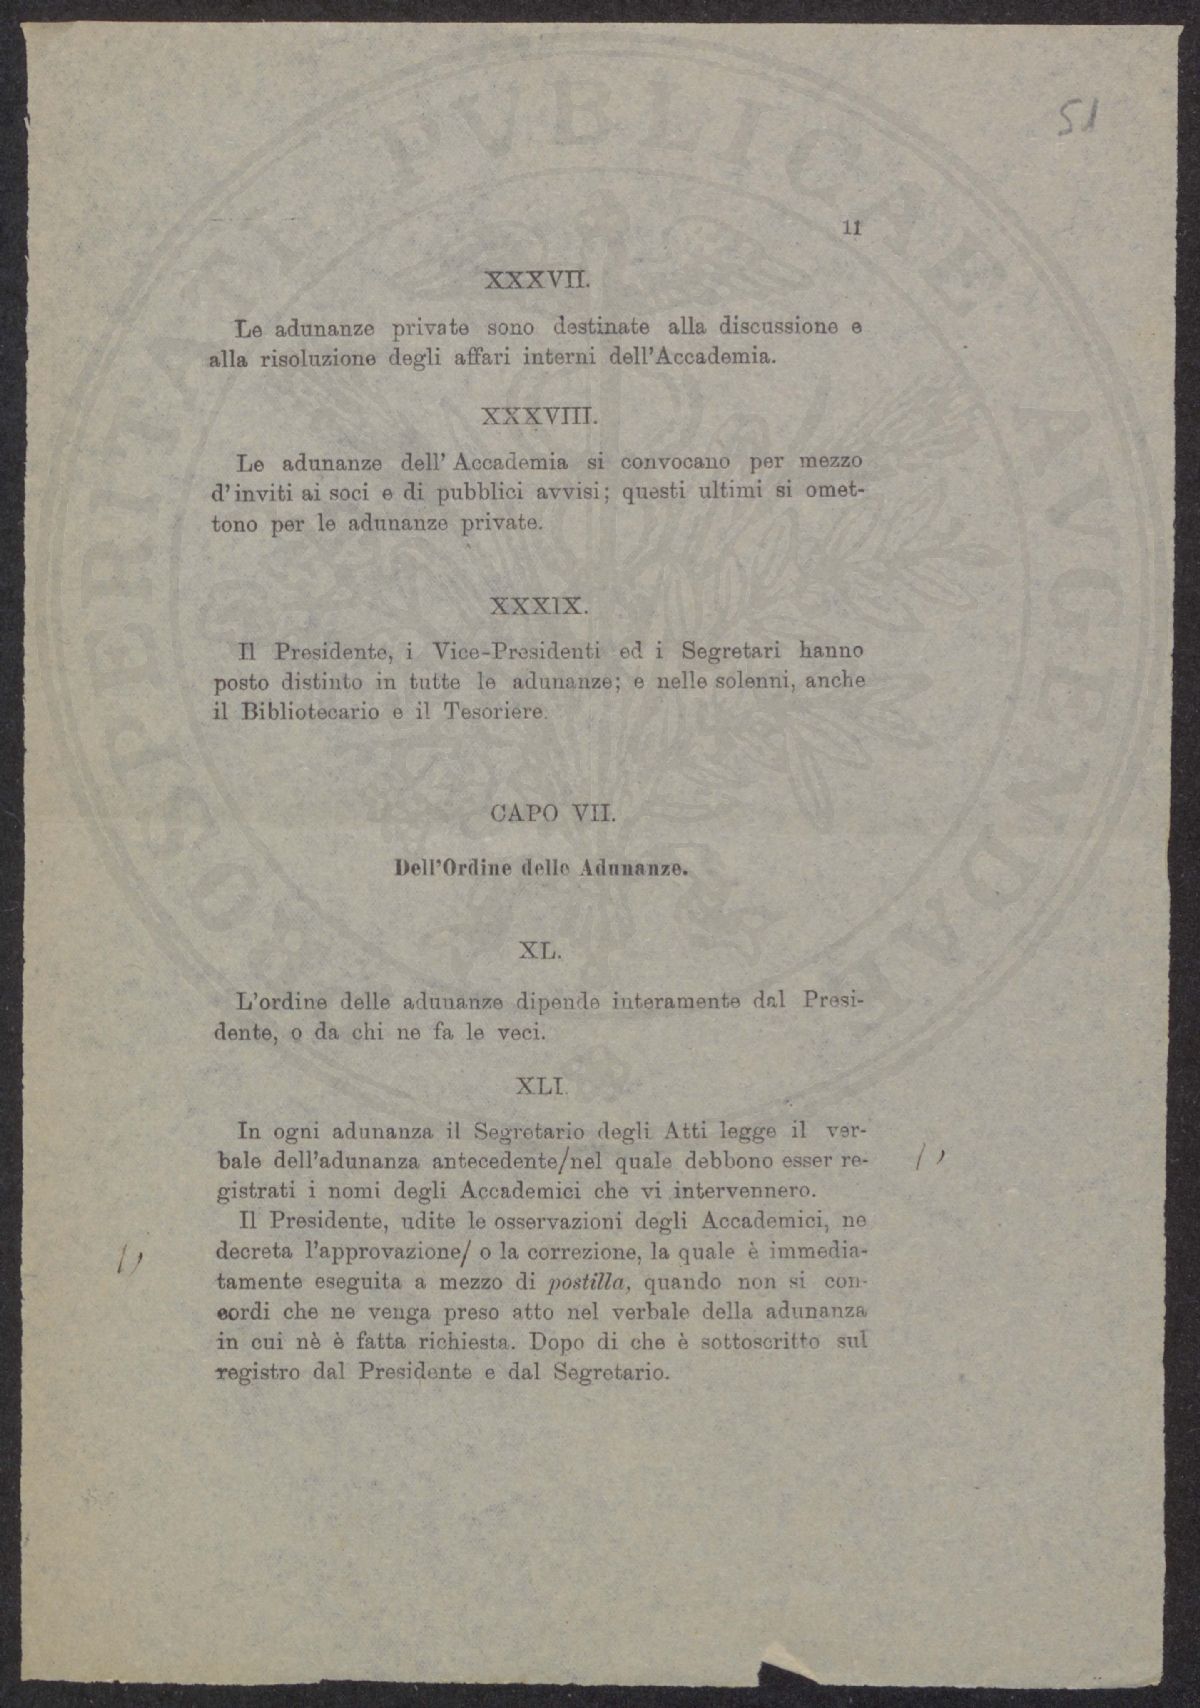 51
11
XXXVII.
Le adunanze private sono destinate alla discussione e
alla risoluzione degli affari interni dell'Accademia.
XXXVIII.
Le adunanze dell' Accademia si convocano per mezzo
d'inviti ai soci e di pubblici avvisi; questi ultimi si omet-
tono per le adunanze private.
XXXIX.
Il Presidente, i Vice-Presidenti ed i Segretari hanno
posto distinto in tutte le adunanze; e nelle solenni, anche
il Bibliotecario e il Tesoriere.
CAPO VII.
Dell'Ordine delle Adunanze.
XL.
L'ordine delle adunanze dipende interamente dal Presi-
dente, o da chi ne fa le veci.
XLI.
In ogni adunanza il Segretario degli Atti legge il ver-
bale dell'adunanza antecedente/nel quale debbono esser re- / ,
gistrati i nomi degli Accademici che vi intervennero.
Il Presidente, udite le osservazioni degli Accademici, ne
/ , decreta l'approvazione/ o la correzione, la quale è immedia-
tamente eseguita a mezzo di postilla, quando non si con-
cordi che ne venga preso atto nel verbale della adunanza
in cui nè è fatta richiesta. Dopo di che è sottoscritto sul
registro dal Presidente e dal Segretario.